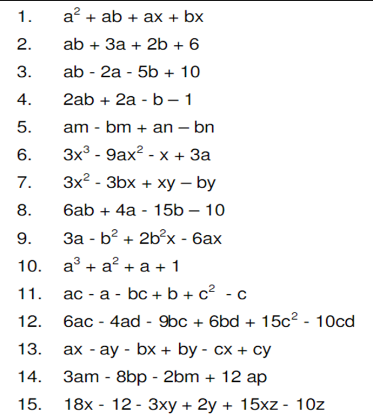 1. a² + ab + ax + bx
2. ab + 3a + 2b + 6
3. ab - 2a - 5b + 10
4. 2ab + 2a - b – 1
5. am - bm + an – bn
6. 3x³ - 9ax² - x + 3a
7. 3x² - 3bx + xy – by
8. 6ab + 4a - 15b – 10
9. 3a - b² + 2b²x - 6ax
10. a³ + a² + a + 1
11. ac - a - bc + b + c² - c
12. 6ac - 4ad - 9bc + 6bd + 15c² - 10cd
13. ax - ay - bx + by - cx + cy
14. 3am - 8bp - 2bm + 12 ap
15. 18x - 12 - 3xy + 2y + 15xz - 10z